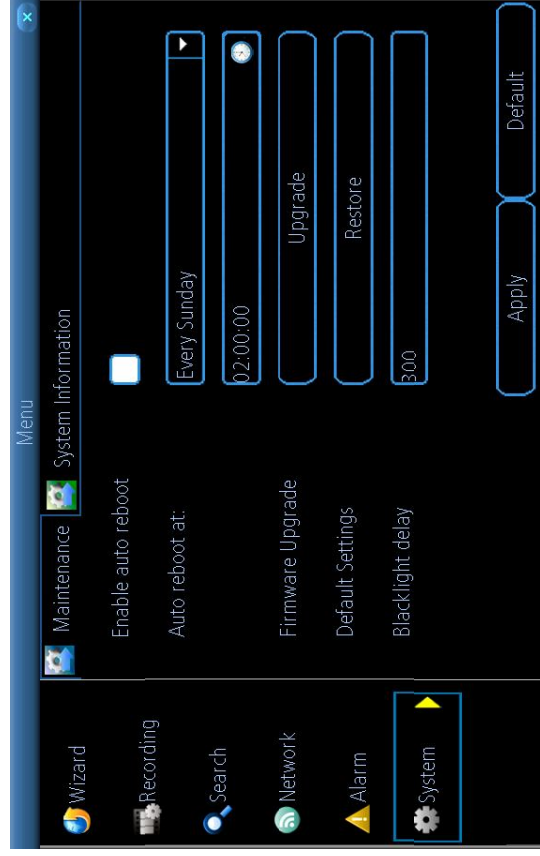 Menu
Wizard
Recording
Search
Network
Alarm
System
Maintenance
System Information
Enable auto reboot
Auto reboot at:
Every Sunday
02:00:00
Firmware Upgrade
Upgrade
Default Settings
Restore
Blacklight delay
300
Apply
Default